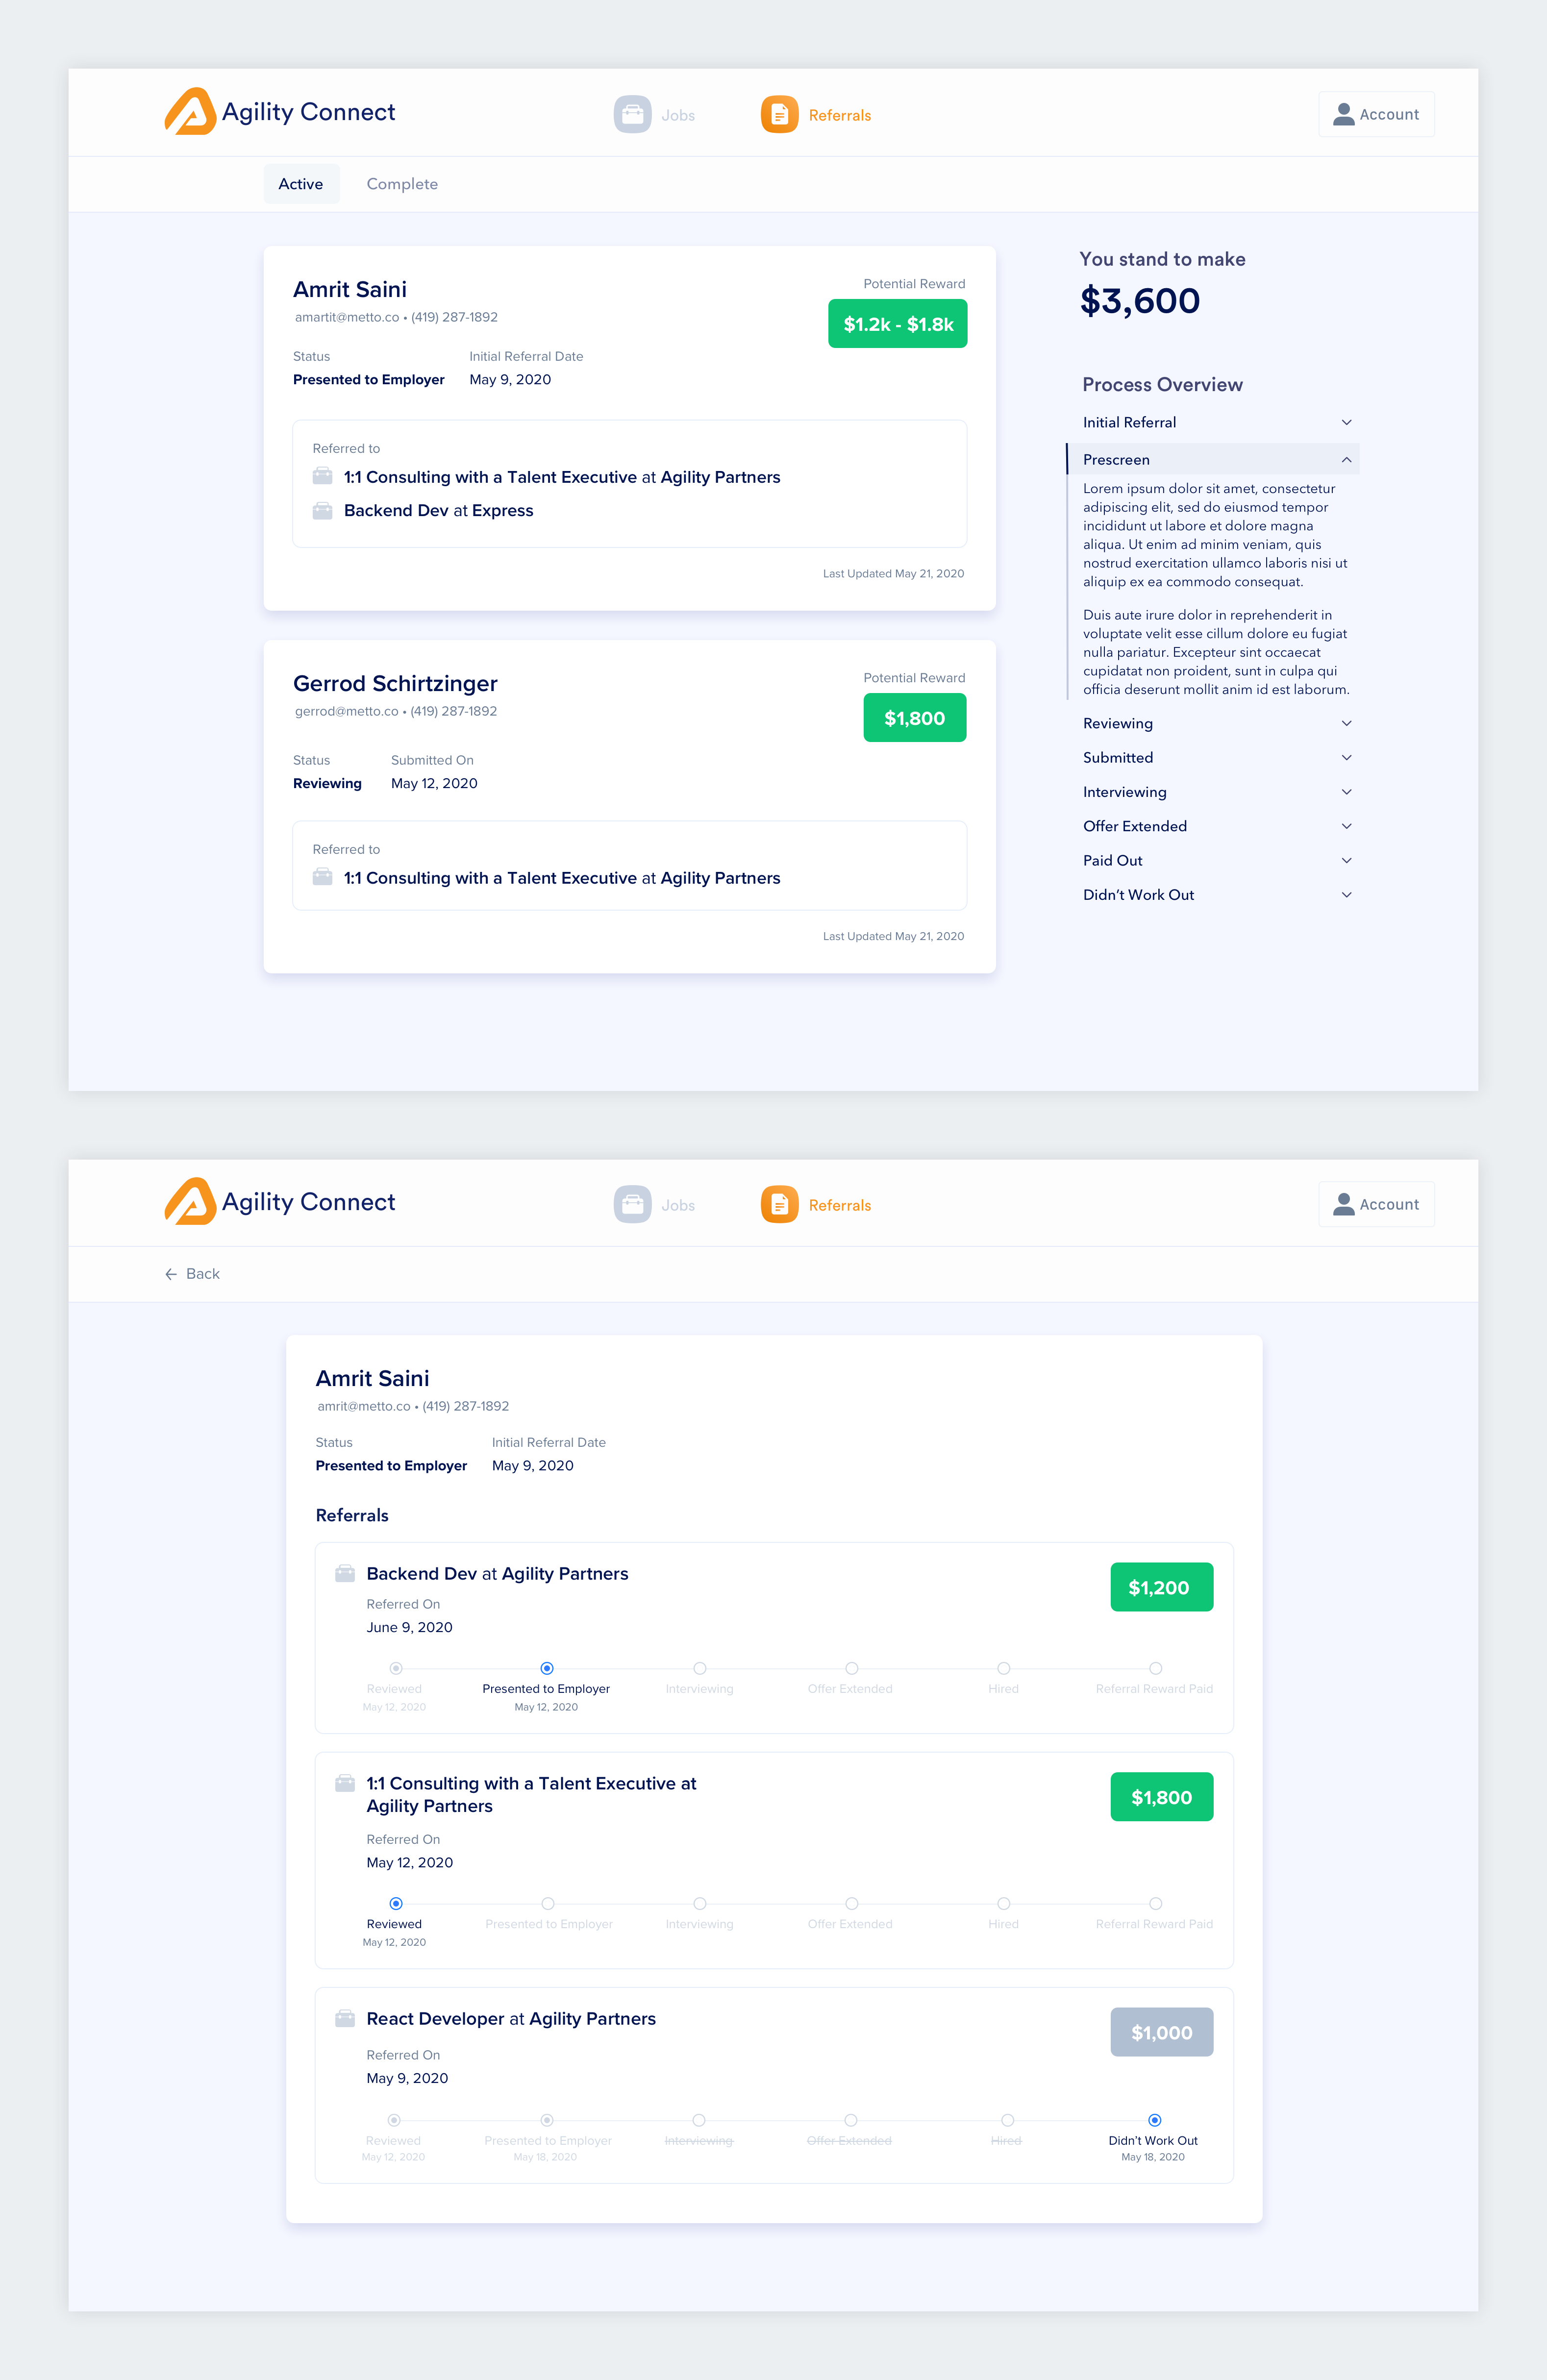 Agility Connect
Jobs
Referrals
Account
Active
Complete
Amrit Saini
amartit@metto.co • (419) 287-1892
Potential Reward
$1.2k - $1.8k
Status
Initial Referral Date
Presented to Employer
May 9, 2020
Referred to
1:1 Consulting with a Talent Executive at Agility Partners
Backend Dev at Express
Last Updated May 21, 2020
Gerrod Schirtzinger
gerrod@metto.co • (419) 287-1892
Potential Reward
$1,800
Status
Submitted On
Reviewing
May 12, 2020
Referred to
1:1 Consulting with a Talent Executive at Agility Partners
Last Updated May 21, 2020
You stand to make
$3,600
Process Overview
Initial Referral
Prescreen
Lorem ipsum dolor sit amet, consectetur
adipiscing elit, sed do eiusmod tempor
incididunt ut labore et dolore magna
aliqua. Ut enim ad minim veniam, quis
nostrud exercitation ullamco laboris nisi ut
aliquip ex ea commodo consequat.
Duis aute irure dolor in reprehenderit in
voluptate velit esse cillum dolore eu fugiat
nulla pariatur. Excepteur sint occaecat
cupidatat non proident, sunt in culpa qui
officia deserunt mollit anim id est laborum.
Reviewing
Submitted
Interviewing
Offer Extended
Paid Out
Didn't Work Out
Agility Connect
Jobs
Referrals
Account
Back
Amrit Saini
amrit@metto.co • (419) 287-1892
Status
Initial Referral Date
Presented to Employer
May 9, 2020
Referrals
Backend Dev at Agility Partners
$1,200
Referred On
June 9, 2020
Reviewed
Presented to Employer
Interviewing
Offer Extended
Hired
Referral Reward Paid
May 12, 2020
May 12, 2020
1:1 Consulting with a Talent Executive at
Agility Partners
$1,800
Referred On
May 12, 2020
Reviewed
Presented to Employer
Interviewing
Offer Extended
Hired
Referral Reward Paid
May 12, 2020
React Developer at Agility Partners
$1,000
Referred On
May 9, 2020
Reviewed
Presented to Employer
Interviewing
Offer Extended
Hired
Didn't Work Out
May 12, 2020
May 18, 2020
May 18, 2020